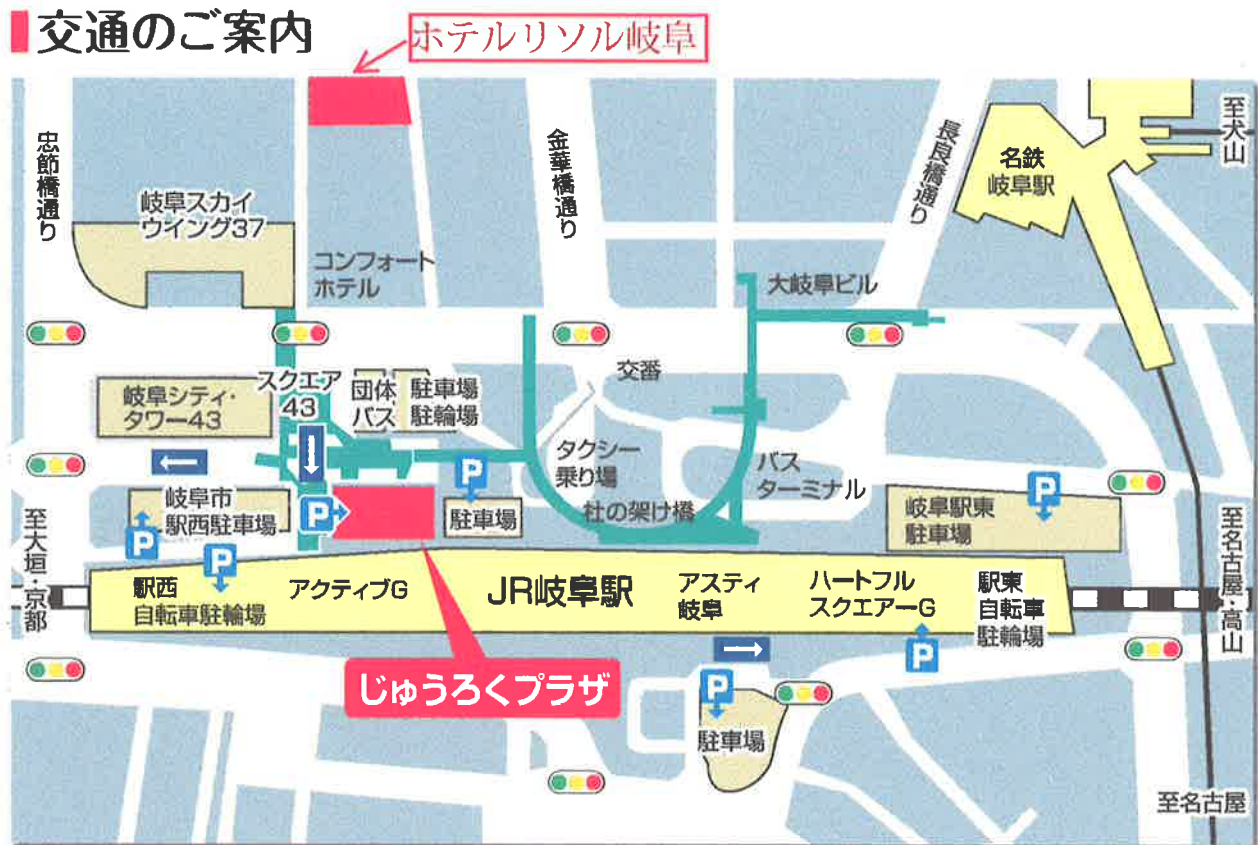 交通のご案内
ホテルリソル岐阜
忠節橋通り
金華橋通り
長良橋通り
名鉄
岐阜駅
至犬山
岐阜スカイ
ウイング37
コンフォート
ホテル
大岐阜ビル
岐阜シティ・
タワー43
スクエア
43
団体
バス
駐車場
駐輪場
交番
タクシー
乗り場
バス
ターミナル
P
岐阜市
駅西駐車場
P
駐車場
杜の架け橋
岐阜駅東
駐車場
P
P
P
至大垣・京都
至名古屋・高山
駅西
自転車駐輪場
アクティブG
JR岐阜駅
アスティ
岐阜
ハートフル
スクエアーG
駅東
自転車
駐輪場
P
じゅうろくプラザ
P
駐車場
至名古屋